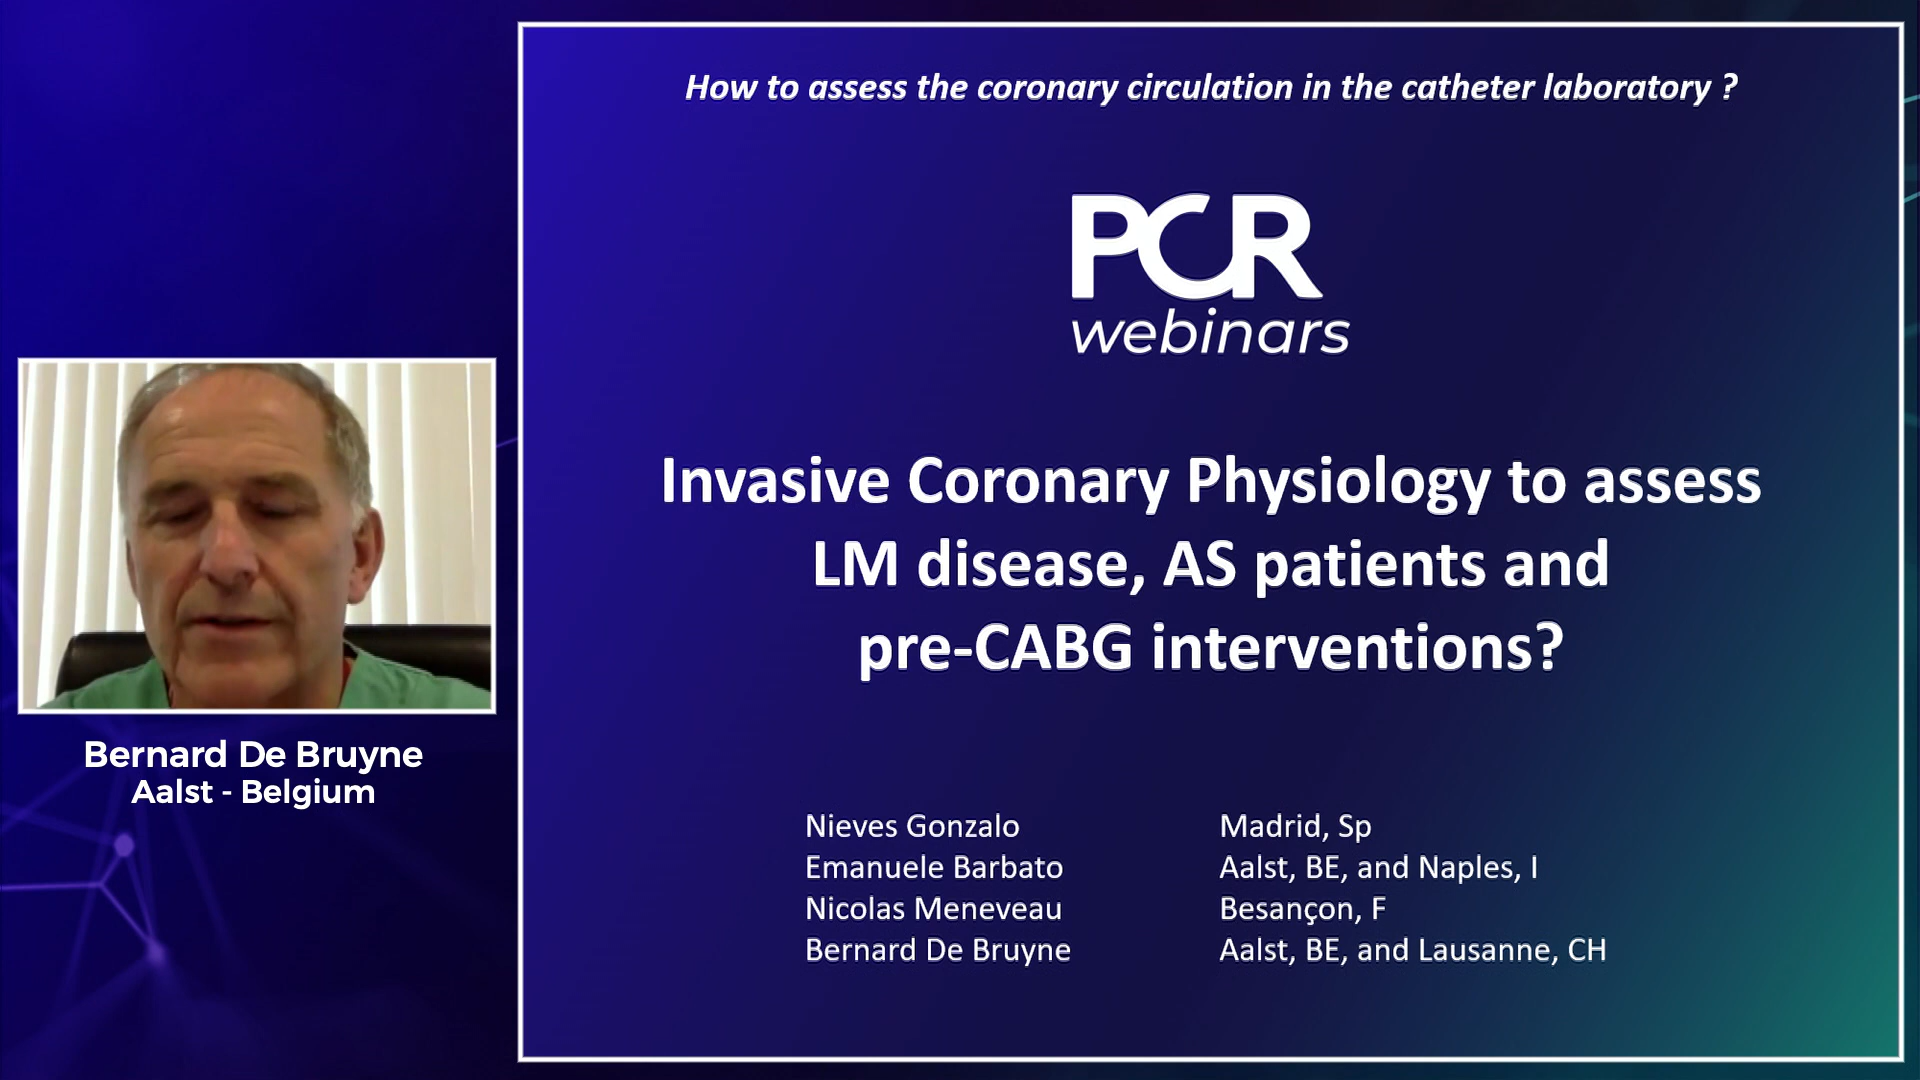 How to assess the coronary circulation in the catheter laboratory ?
PCR
webinars
Invasive Coronary Physiology to assess
LM disease, AS patients and
pre-CABG interventions?
Bernard De Bruyne
Aalst - Belgium
Nieves Gonzalo Madrid, Sp
Emanuele Barbato Aalst, BE, and Naples, I
Nicolas Meneveau Besançon, F
Bernard De Bruyne Aalst, BE, and Lausanne, CH